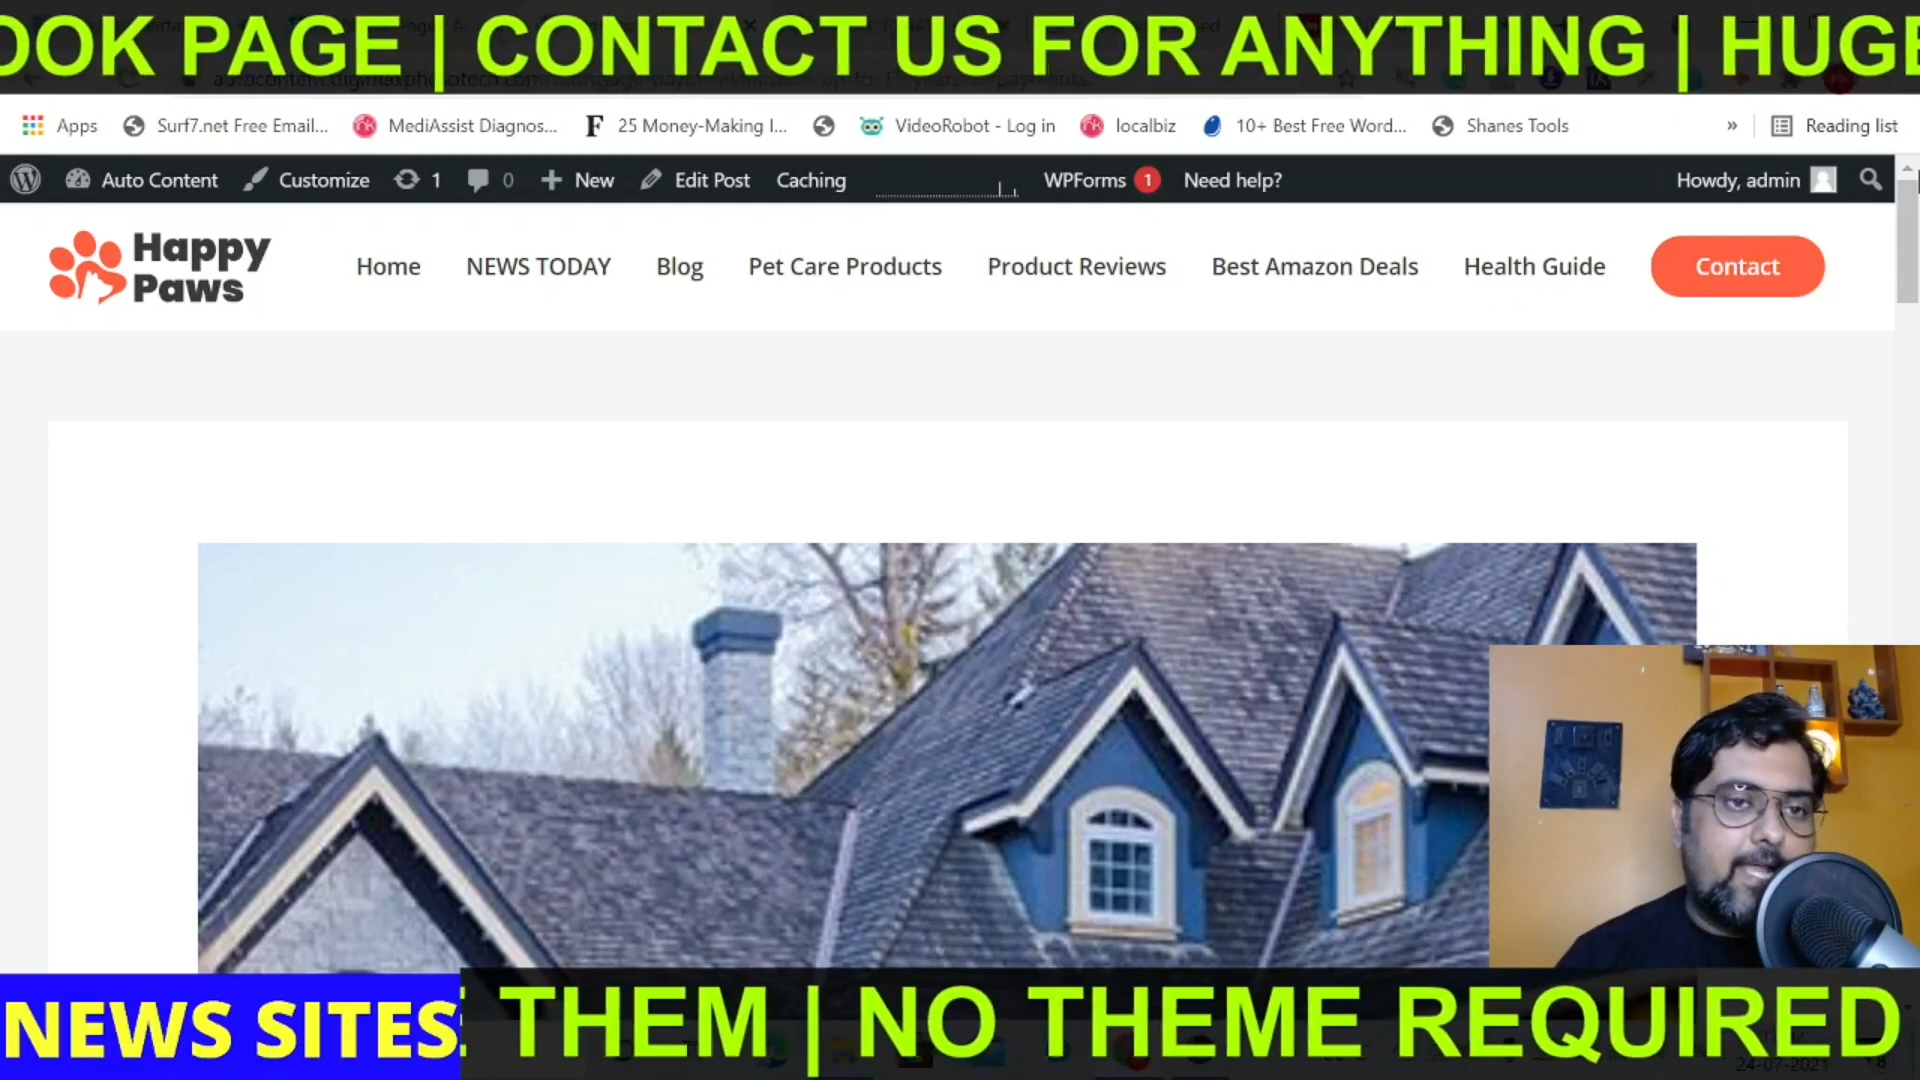 OOK PAGE | CONTACT US FOR ANYTHING | HUGE
Apps Surf7.net Free Email... MediAssist Diagnos... 25 Money-Making I... VideoRobot - Log in localbiz 10+ Best Free Word... Shanes Tools » Reading list
Auto Content Customize 1 0 New Edit Post Caching WPForms 1 Need help? Howdy, admin
Happy
Paws
Home NEWS TODAY Blog Pet Care Products Product Reviews Best Amazon Deals Health Guide Contact
NEWS SITES THEM | NO THEME REQUIRED
24-07-2021